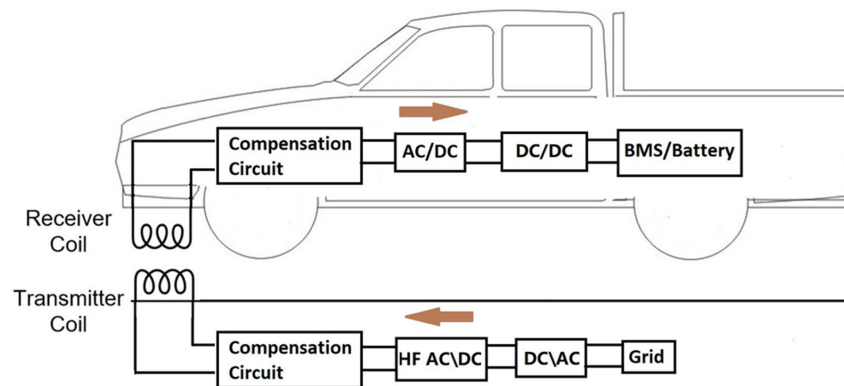 Compensation
Circuit
AC/DC
DC/DC
BMS/Battery
Receiver
Coil
Transmitter
Coil
Compensation
Circuit
HF AC\DC
DC\AC
Grid